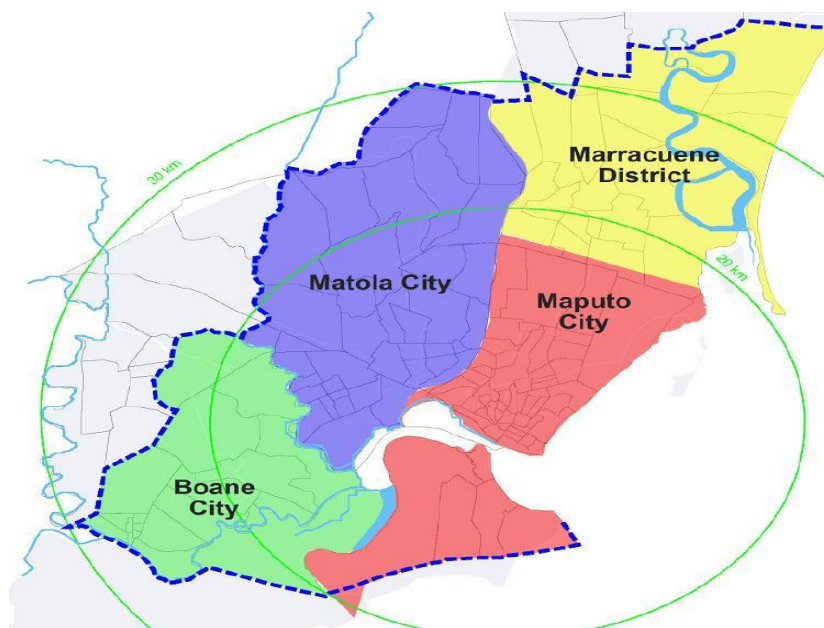 Marracuene
District
30 km
20 km
Matola City
Maputo
City
Boane
City